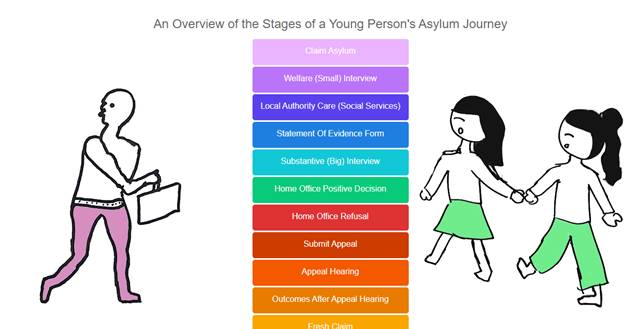 An Overview of the Stages of a Young Person's Asylum Journey
Claim Asylum
Welfare (Small) Interview
Local Authority Care (Social Services)
Statement Of Evidence Form
Substantive (Big) Interview
Home Office Positive Decision
Home Office Refusal
Submit Appeal
Appeal Hearing
Outcomes After Appeal Hearing
Fresh Claim